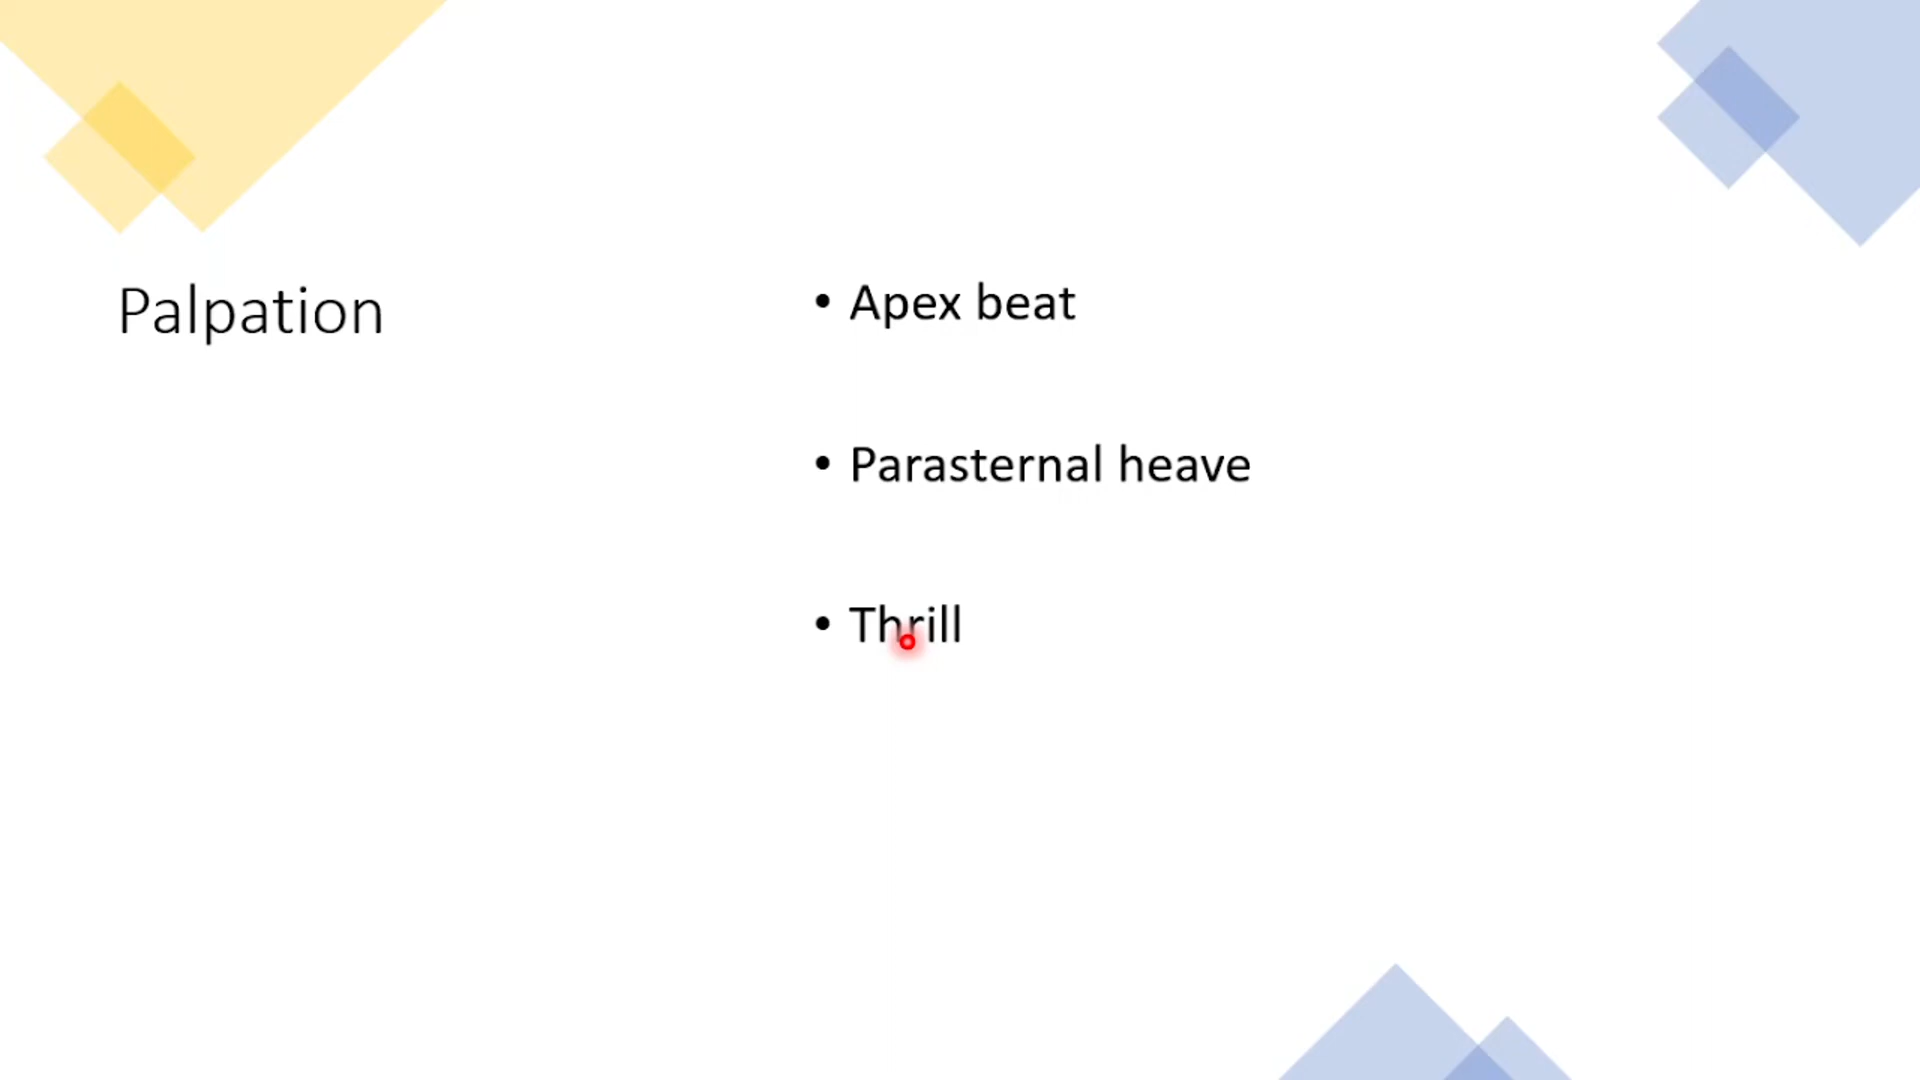 Palpation
• Apex beat
• Parasternal heave
• Thrill